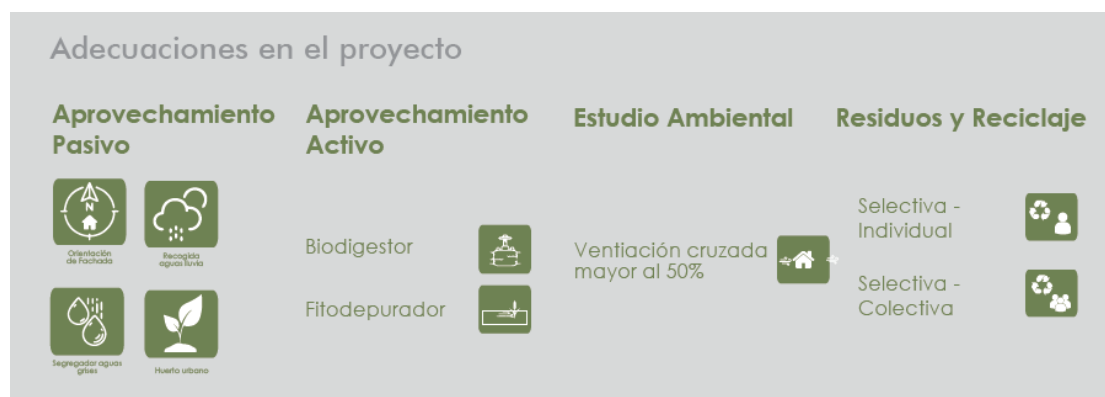 Adecuaciones en el proyecto
Aprovechamiento
Pasivo
N
Orientación
de Fachada
Recogida
aguas lluvia
Segregador aguas
grises
Huerto urbano
Aprovechamiento
Activo
Biodigestor
Fitodepurador
Estudio Ambiental
Ventiación cruzada
mayor al 50%
Residuos y Reciclaje
Selectiva -
Individual
Selectiva -
Colectiva